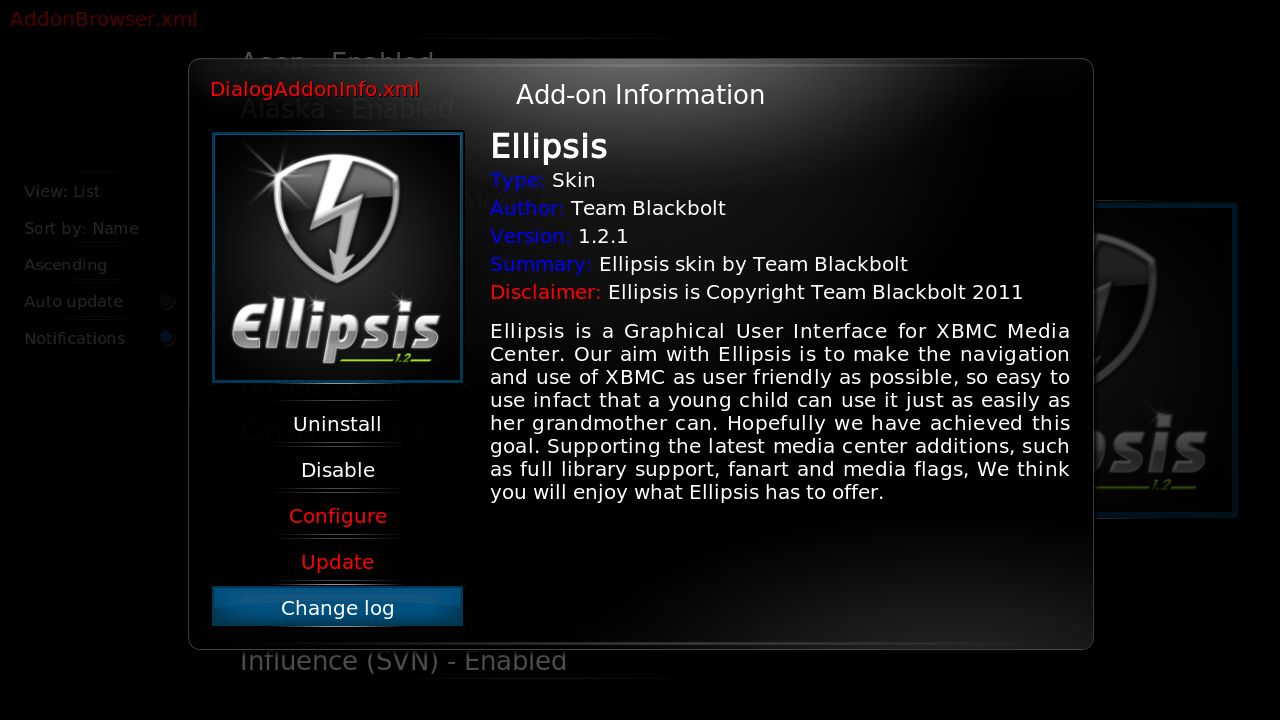 AddonBrowser.xml
Aeon - Enabled
DialogAddonInfo.xml
Add-on Information
Alaska - Enabled
Ellipsis
Type: Skin
Author: Team Blackbolt
Version: 1.2.1
Summary: Ellipsis skin by Team Blackbolt
Disclaimer: Ellipsis is Copyright Team Blackbolt 2011
Ellipsis is a Graphical User Interface for XBMC Media
Center. Our aim with Ellipsis is to make the navigation
and use of XBMC as user friendly as possible, so easy to
use infact that a young child can use it just as easily as
her grandmother can. Hopefully we have achieved this
goal. Supporting the latest media center additions, such
as full library support, fanart and media flags, We think
you will enjoy what Ellipsis has to offer.
View: List
Sort by: Name
Ascending
Auto update
Notifications
Ellipsis
1.2
sis
1.2
Uninstall
Disable
Configure
Update
Change log
Influence (SVN) - Enabled